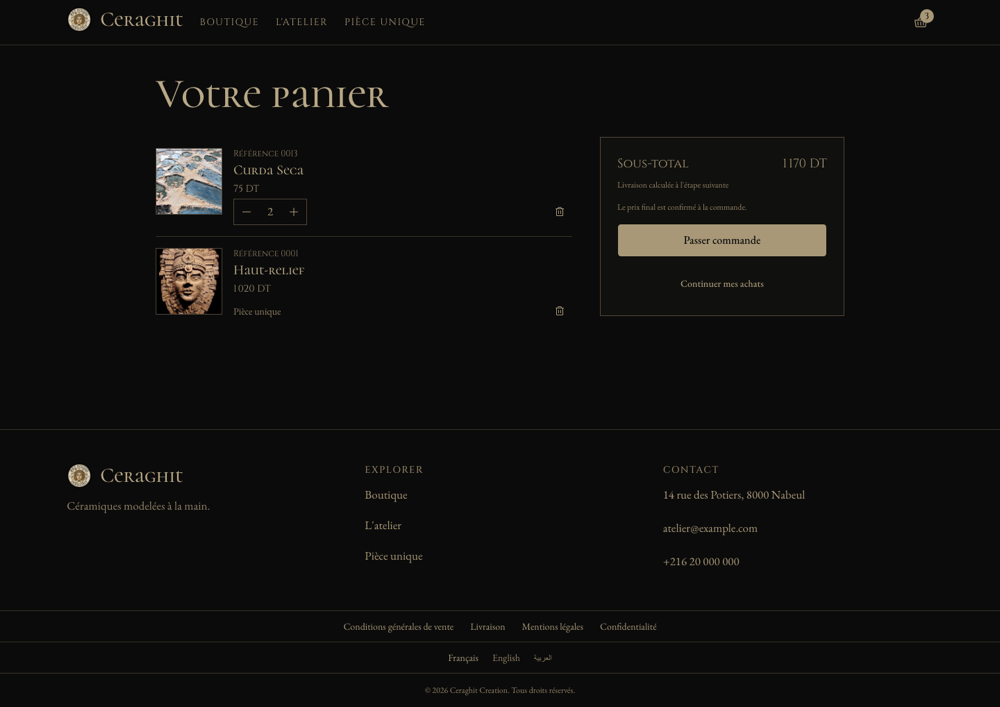 Ceraghit BOUTIQUE L'ATELIER PIÈCE UNIQUE 3
Votre panier
RÉFÉRENCE 0013
Curda Seca
75 DT
— 2 +
RÉFÉRENCE 0001
Haut-relief
1 020 DT
Pièce unique
Sous-total 1 170 DT
Livraison calculée à l'étape suivante
Le prix final est confirmé à la commande.
Passer commande
Continuer mes achats
Ceraghit
Céramiques modelées à la main.
EXPLORER
Boutique
L'atelier
Pièce unique
CONTACT
14 rue des Potiers, 8000 Nabeul
atelier@example.com
+216 20 000 000
Conditions générales de vente Livraison Mentions légales Confidentialité
Français English العربية
© 2026 Ceraghit Creation. Tous droits réservés.